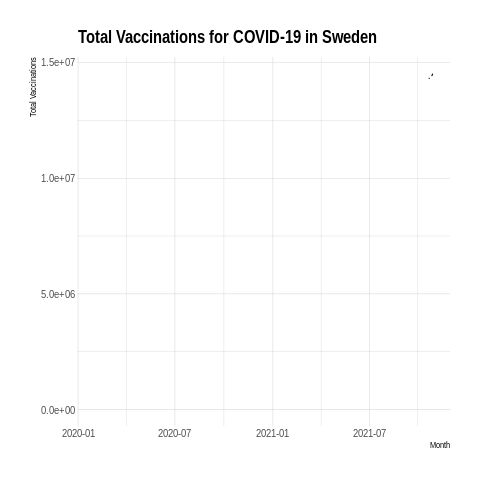 Total Vaccinations for COVID-19 in Sweden
Total Vaccinations
1.5e+07
1.0e+07
5.0e+06
0.0e+00
2020-01 2020-07 2021-01 2021-07
Month